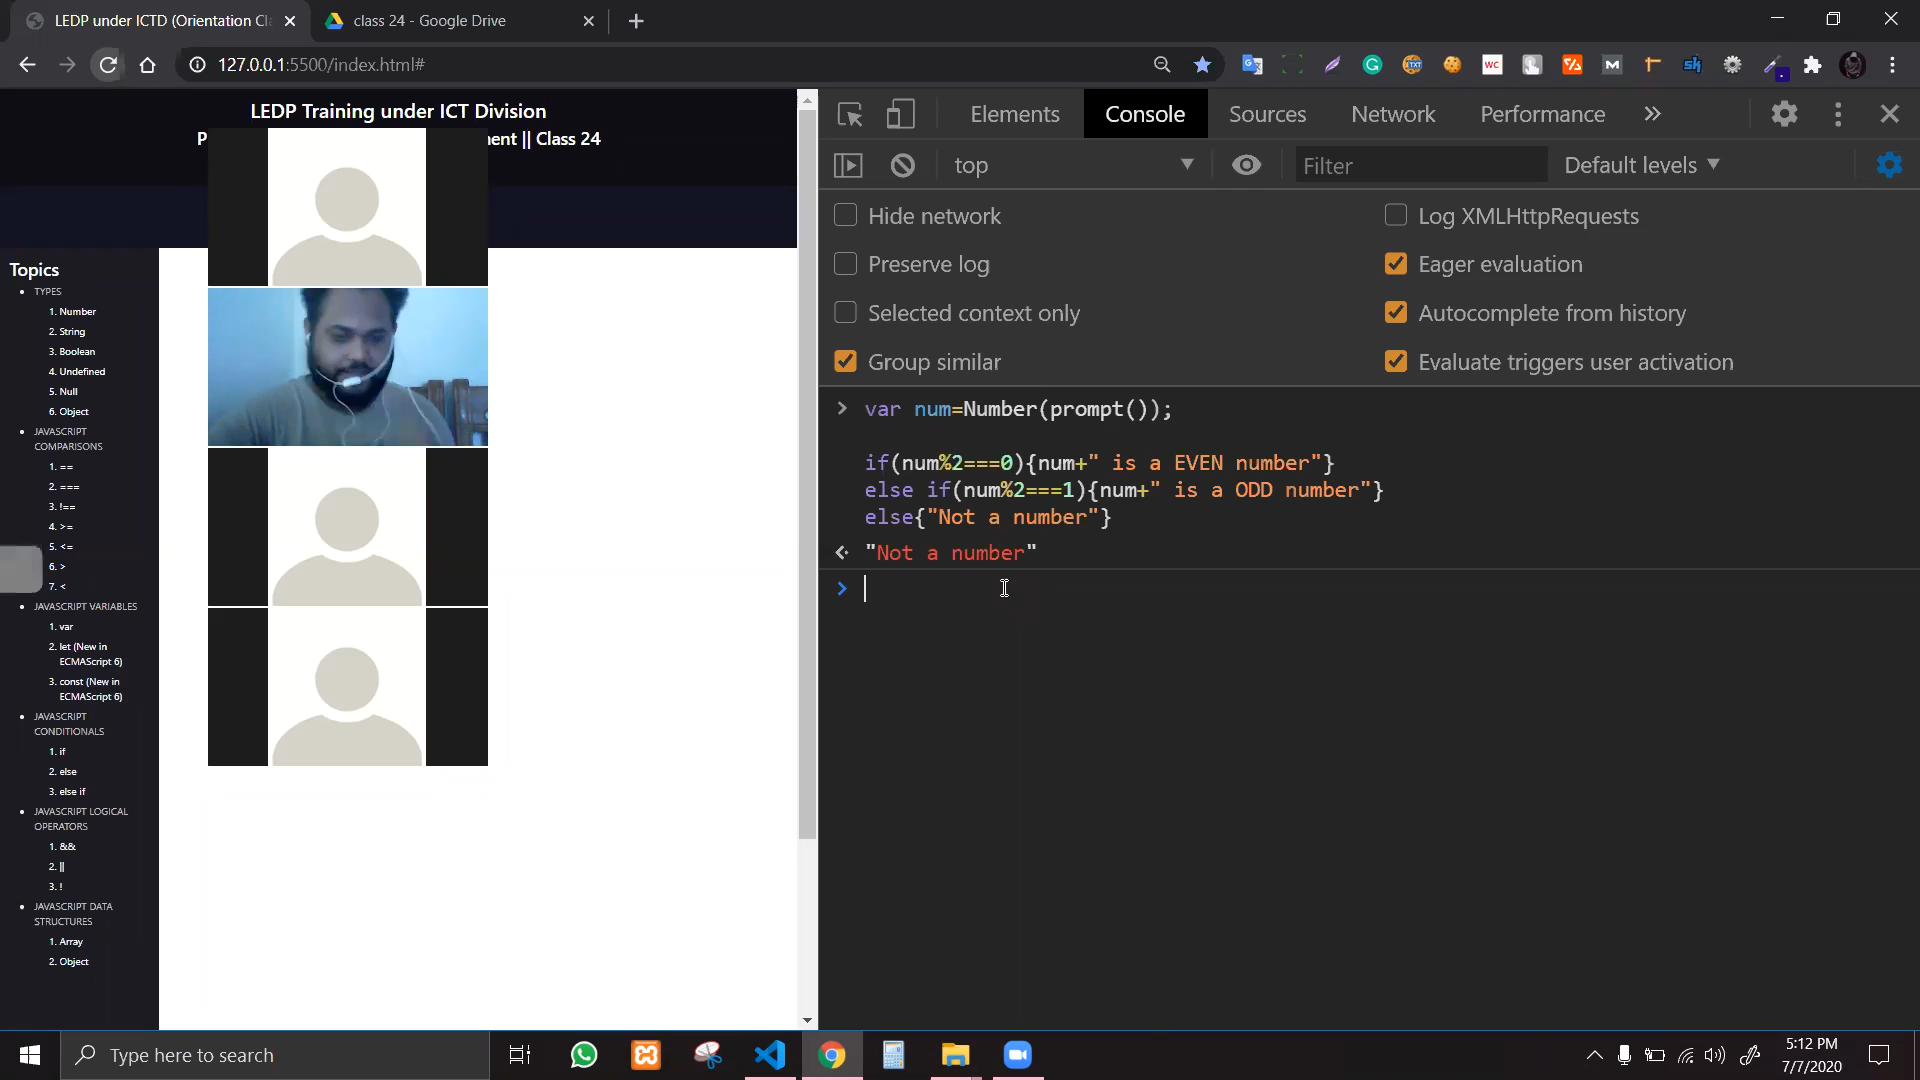 LEDP under ICTD (Orientation Cl
class 24 - Google Drive
127.0.0.1:5500/index.html#
LEDP Training under ICT Division
P
ent || Class 24
Topics
TYPES
1. Number
2. String
3. Boolean
4. Undefined
5. Null
6. Object
JAVASCRIPT
COMPARISONS
1. ==
2. ===
3. !==
4. >=
5. <=
6. >
7. <
JAVASCRIPT VARIABLES
1. var
2. let (New in
ECMAScript 6)
3. const (New in
ECMAScript 6)
JAVASCRIPT
CONDITIONALS
1. if
2. else
3. else if
JAVASCRIPT LOGICAL
OPERATORS
1. &&
2. ||
3. !
JAVASCRIPT DATA
STRUCTURES
1. Array
2. Object
Elements
Console
Sources
Network
Performance
top
Filter
Default levels
Hide network
Log XMLHttpRequests
Preserve log
Eager evaluation
Selected context only
Autocomplete from history
Group similar
Evaluate triggers user activation
var num=Number(prompt());
if(num%2===0){num+" is a EVEN number"}
else if(num%2===1){num+" is a ODD number"}
else{"Not a number"}
"Not a number"
Type here to search
5:12 PM
7/7/2020